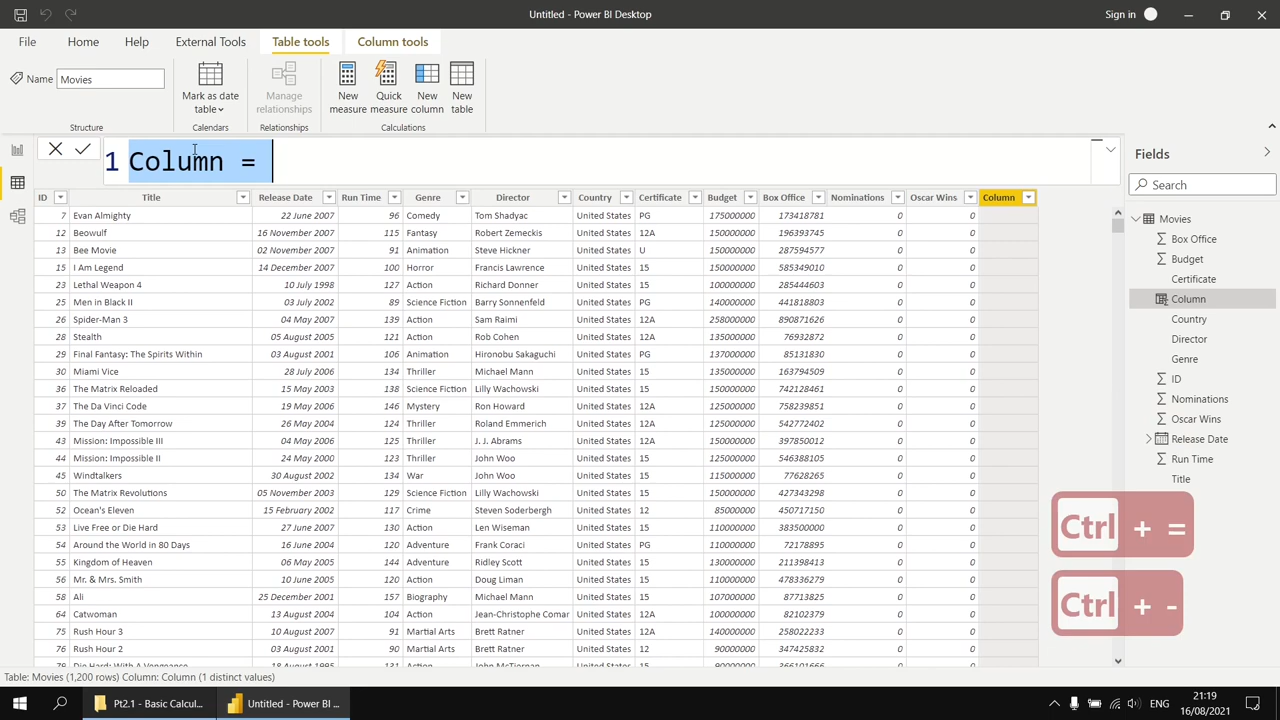 Untitled - Power BI Desktop
Sign in
File Home Help External Tools Table tools Column tools
Name Movies
Mark as date table
Manage relationships
New measure
Quick measure
New column
New table
Structure Calendars Relationships Calculations
1 Column =
Fields
Search
ID Title Release Date Run Time Genre Director Country Certificate Budget Box Office Nominations Oscar Wins Column
7 Evan Almighty 22 June 2007 96 Comedy Tom Shadyac United States PG 175000000 173418781 0 0
12 Beowulf 16 November 2007 115 Fantasy Robert Zemeckis United States 12A 150000000 196393745 0 0
13 Bee Movie 02 November 2007 91 Animation Steve Hickner United States U 150000000 287594577 0 0
15 I Am Legend 14 December 2007 100 Horror Francis Lawrence United States 15 150000000 585349010 0 0
23 Lethal Weapon 4 10 July 1998 127 Action Richard Donner United States 15 100000000 285444603 0 0
25 Men in Black II 03 July 2002 89 Science Fiction Barry Sonnenfeld United States PG 140000000 441818803 0 0
26 Spider-Man 3 04 May 2007 139 Action Sam Raimi United States 12A 258000000 890871626 0 0
28 Stealth 05 August 2005 121 Action Rob Cohen United States 12A 135000000 76932872 0 0
29 Final Fantasy: The Spirits Within 03 August 2001 106 Animation Hironobu Sakaguchi United States PG 137000000 85131830 0 0
30 Miami Vice 28 July 2006 134 Thriller Michael Mann United States 15 135000000 163794509 0 0
36 The Matrix Reloaded 15 May 2003 138 Science Fiction Lilly Wachowski United States 15 150000000 742128461 0 0
37 The Da Vinci Code 19 May 2006 146 Mystery Ron Howard United States 12A 125000000 758239851 0 0
39 The Day After Tomorrow 26 May 2004 124 Thriller Roland Emmerich United States 12A 125000000 542772402 0 0
43 Mission: Impossible III 04 May 2006 125 Thriller J. J. Abrams United States 12A 150000000 397850012 0 0
44 Mission: Impossible II 24 May 2000 123 Thriller John Woo United States 15 125000000 546388105 0 0
45 Windtalkers 30 August 2002 134 War John Woo United States 15 115000000 77628265 0 0
50 The Matrix Revolutions 05 November 2003 129 Science Fiction Lilly Wachowski United States 15 150000000 427343298 0 0
52 Ocean's Eleven 15 February 2002 117 Crime Steven Soderbergh United States 12 85000000 450717150 0 0
53 Live Free or Die Hard 27 June 2007 130 Action Len Wiseman United States 15 110000000 383500000 0 0
54 Around the World in 80 Days 16 June 2004 120 Adventure Frank Coraci United States PG 110000000 72178895 0 0
55 Kingdom of Heaven 06 May 2005 144 Adventure Ridley Scott United States 15 130000000 211398413 0 0
56 Mr. & Mrs. Smith 10 June 2005 120 Action Doug Liman United States 15 110000000 478336279 0 0
58 Ali 25 December 2001 157 Biography Michael Mann United States 15 107000000 87713825 0 0
64 Catwoman 13 August 2004 104 Action Jean-Christophe Comar United States 12A 100000000 82102379 0 0
75 Rush Hour 3 10 August 2007 91 Martial Arts Brett Ratner United States 12A 140000000 258022233 0 0
76 Rush Hour 2 03 August 2001 90 Martial Arts Brett Ratner United States 12 90000000 347425832 0 0
79 Die Hard: With A Vengeance 18 August 1995 131 Action John McTiernan United States 15 90000000 366101666 0 0
Movies
Box Office
Budget
Certificate
Column
Country
Director
Genre
ID
Nominations
Oscar Wins
Release Date
Run Time
Title
Ctrl + =
Ctrl + -
Table: Movies (1,200 rows) Column: Column (1 distinct values)
Pt2.1 - Basic Calcul...
Untitled - Power BI ...
ENG
21:19
16/08/2021